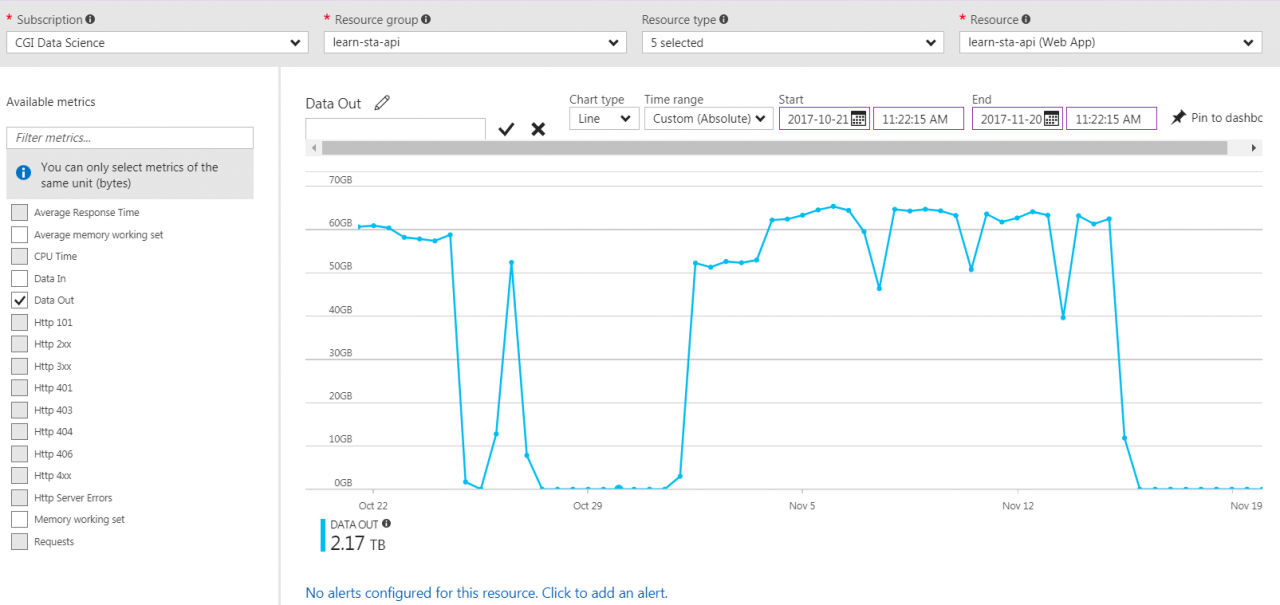 * Subscription
* Resource group
Resource type
* Resource
CGI Data Science
learn-sta-api
5 selected
learn-sta-api (Web App)
Available metrics
Filter metrics...
You can only select metrics of the
same unit (bytes)
Average Response Time
Average memory working set
CPU Time
Data In
Data Out
Http 101
Http 2xx
Http 3xx
Http 401
Http 403
Http 404
Http 406
Http 4xx
Http Server Errors
Memory working set
Requests
Data Out
Chart type
Time range
Start
End
Line
Custom (Absolute)
2017-10-21
11:22:15 AM
2017-11-20
11:22:15 AM
Pin to dashbc
70GB
60GB
50GB
40GB
30GB
20GB
10GB
0GB
Oct 22
Oct 29
Nov 5
Nov 12
Nov 19
DATA OUT
2.17 TB
No alerts configured for this resource. Click to add an alert.